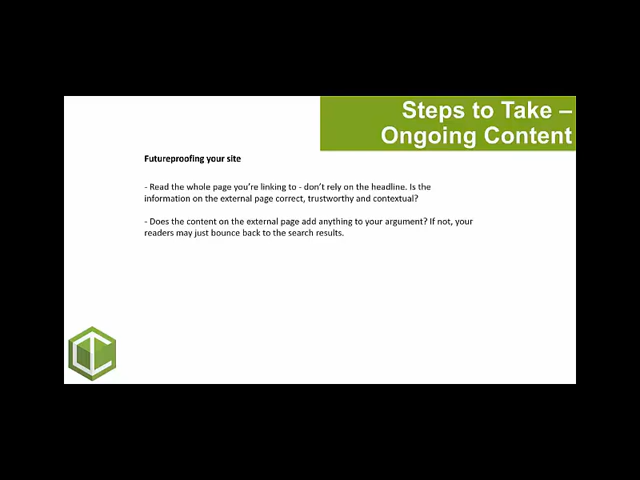 Steps to Take –
Ongoing Content
Futureproofing your site
- Read the whole page you're linking to - don't rely on the headline. Is the
information on the external page correct, trustworthy and contextual?
- Does the content on the external page add anything to your argument? If not, your
readers may just bounce back to the search results.